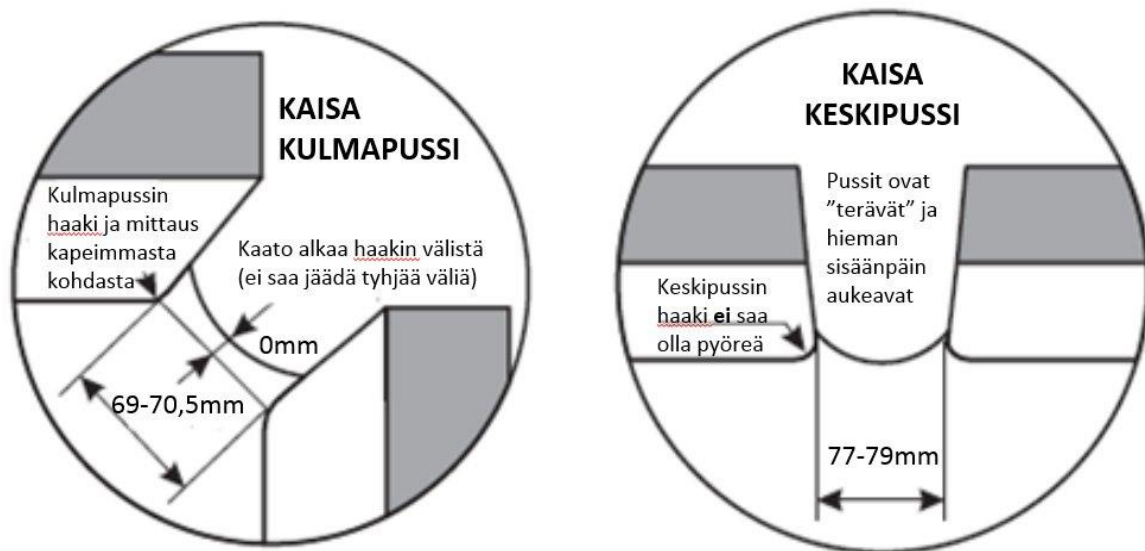 KAISA
KULMAPUSSI
Kulmapussin
haaki ja mittaus
kapeimmasta
kohdasta
Kaato alkaa haakin välistä
(ei saa jäädä tyhjää väliä)
0mm
69-70,5mm
KAISA
KESKIPUSSI
Pussit ovat
”terävät” ja
hieman
sisäänpäin
aukeavat
Keskipussin
haaki ei saa
olla pyöreä
77-79mm